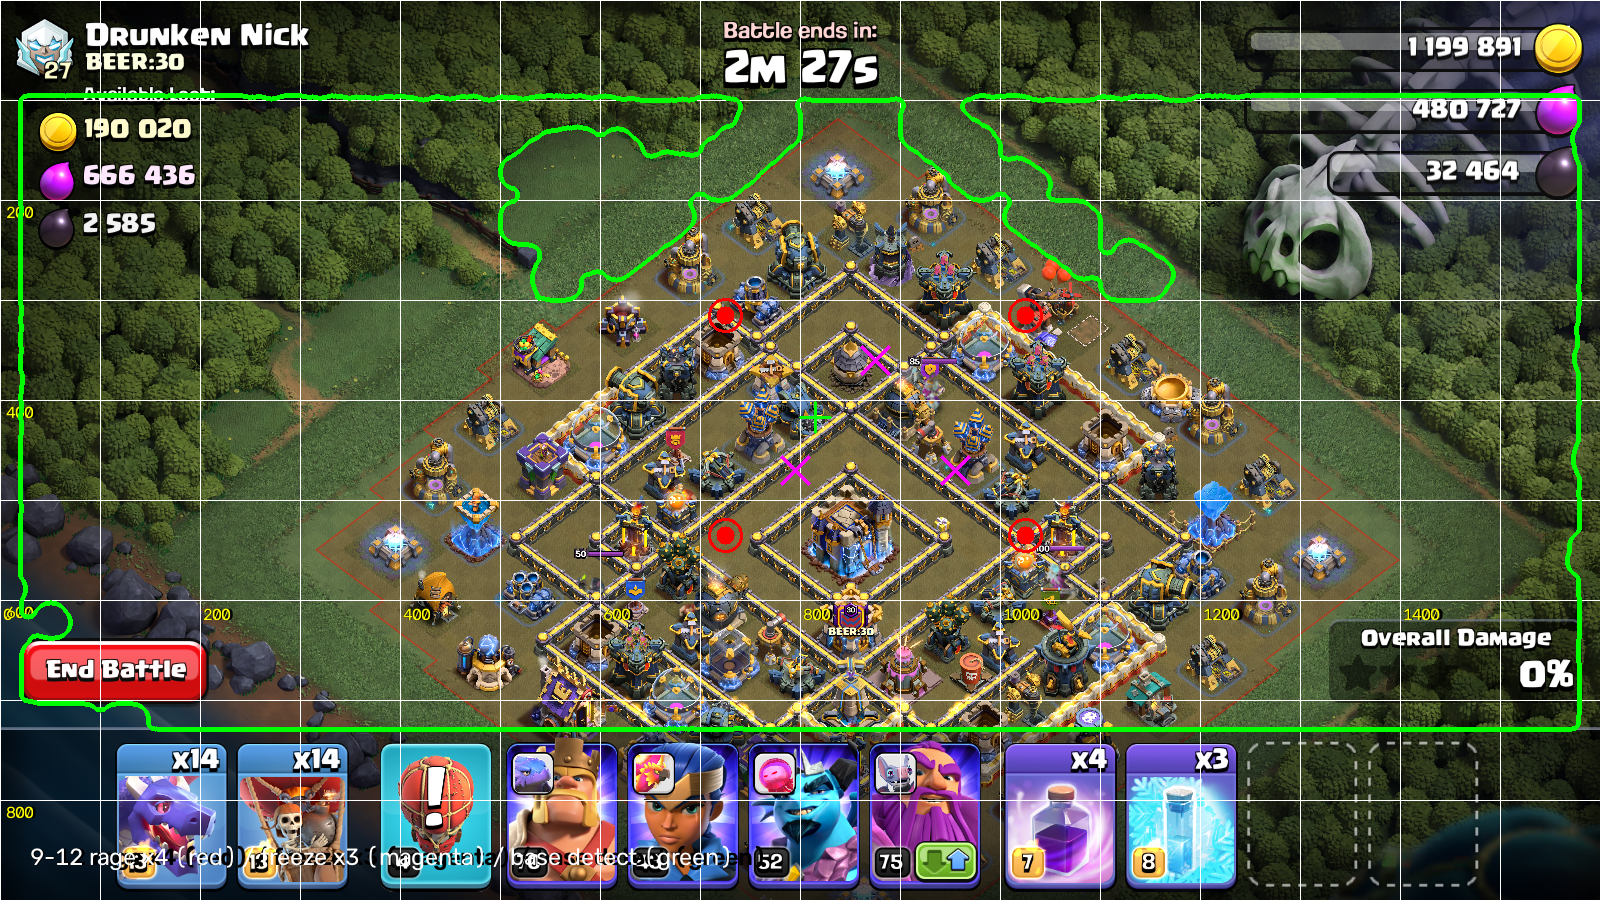 Drunken Nick
BEER:30
27
Available Loot:
190 020
666 436
2 585
Battle ends in:
2m 27s
1 199 891
480 727
32 464
200
400
85
50
600
200
400
600
800
1000
1200
1400
30
BEER:30
Overall Damage
0%
End Battle
x14
x14
x4
x3
800
13
13
52
75
7
8
9-12 rage x4 (red) / freeze x3 (magenta) / base detect (green)